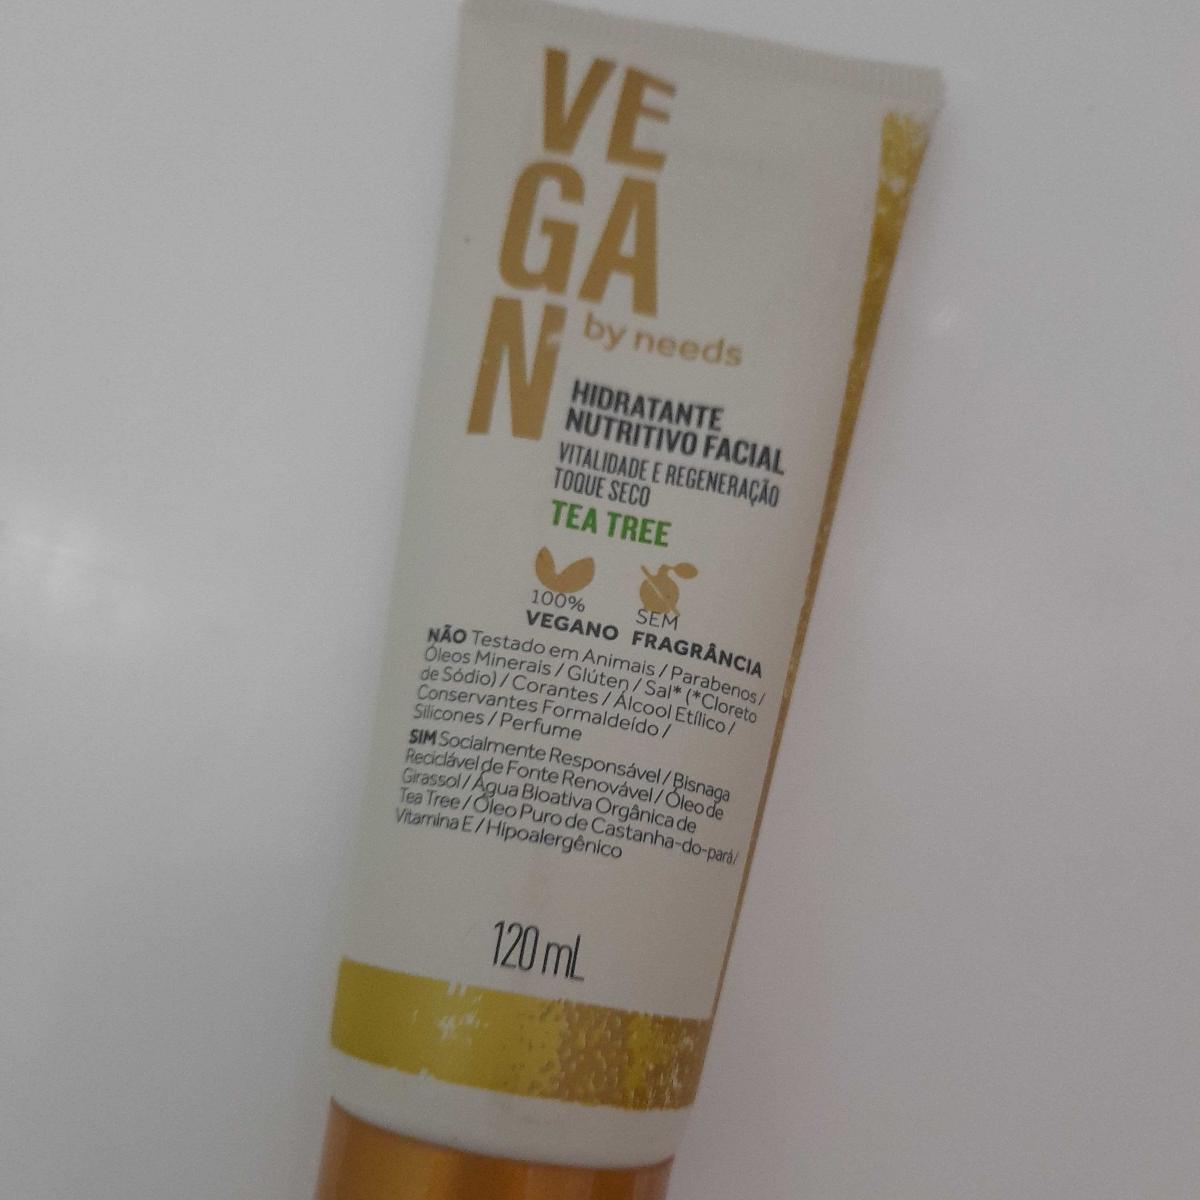 VE
GA
N
by needs
HIDRATANTE
NUTRITIVO FACIAL
VITALIDADE E REGENERAÇÃO
TOQUE SECO
TEA TREE
100%
VEGANO
SEM
FRAGRÂNCIA
NÃO Testado em Animais / Parabenos /
Óleos Minerais / Glúten / Sal* (*Cloreto
de Sódio) / Corantes / Álcool Etílico /
Conservantes Formaldeído /
Silicones / Perfume
SIM Socialmente Responsável / Bisnaga
Reciclável de Fonte Renovável / Óleo de
Girassol / Água Bioativa Orgânica de
Tea Tree / Óleo Puro de Castanha-do-pará /
Vitamina E / Hipoalergênico
120 mL